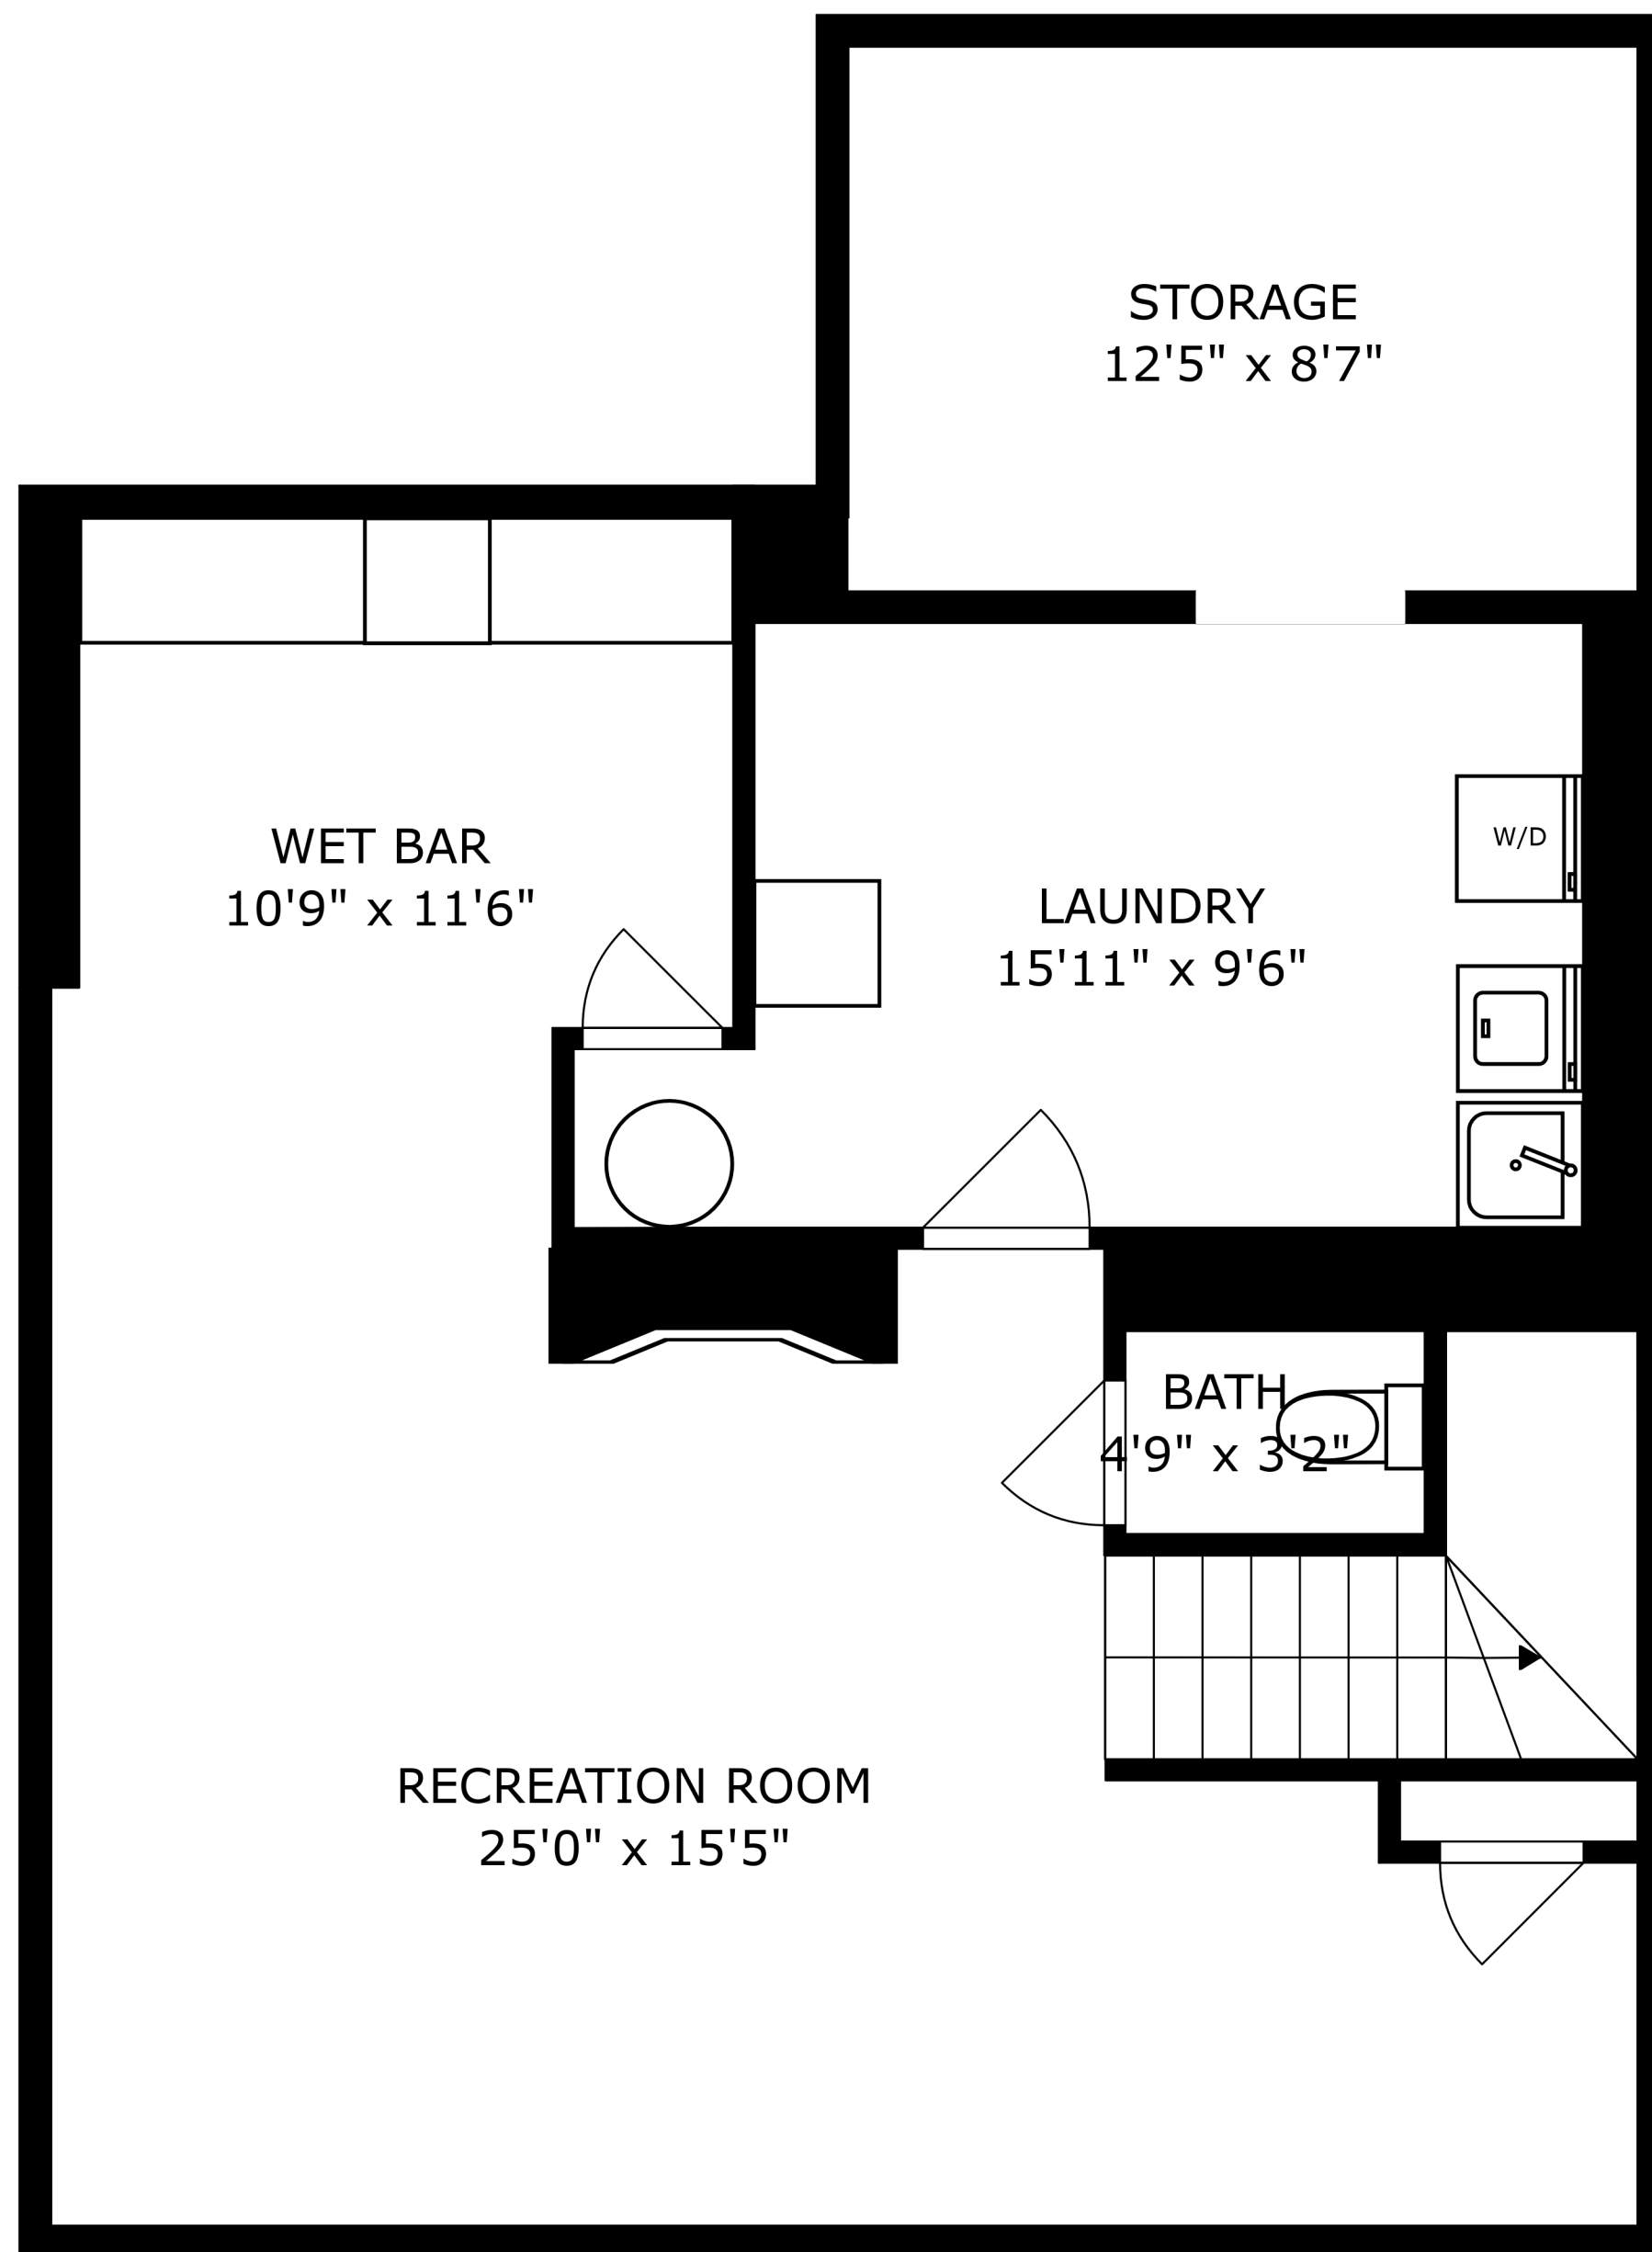 STORAGE
12'5" x 8'7"
WET BAR
10'9" x 11'6"
W/D
LAUNDRY
15'11" x 9'6"
BATH
4'9" x 3'2"
RECREATION ROOM
25'0" x 15'5"